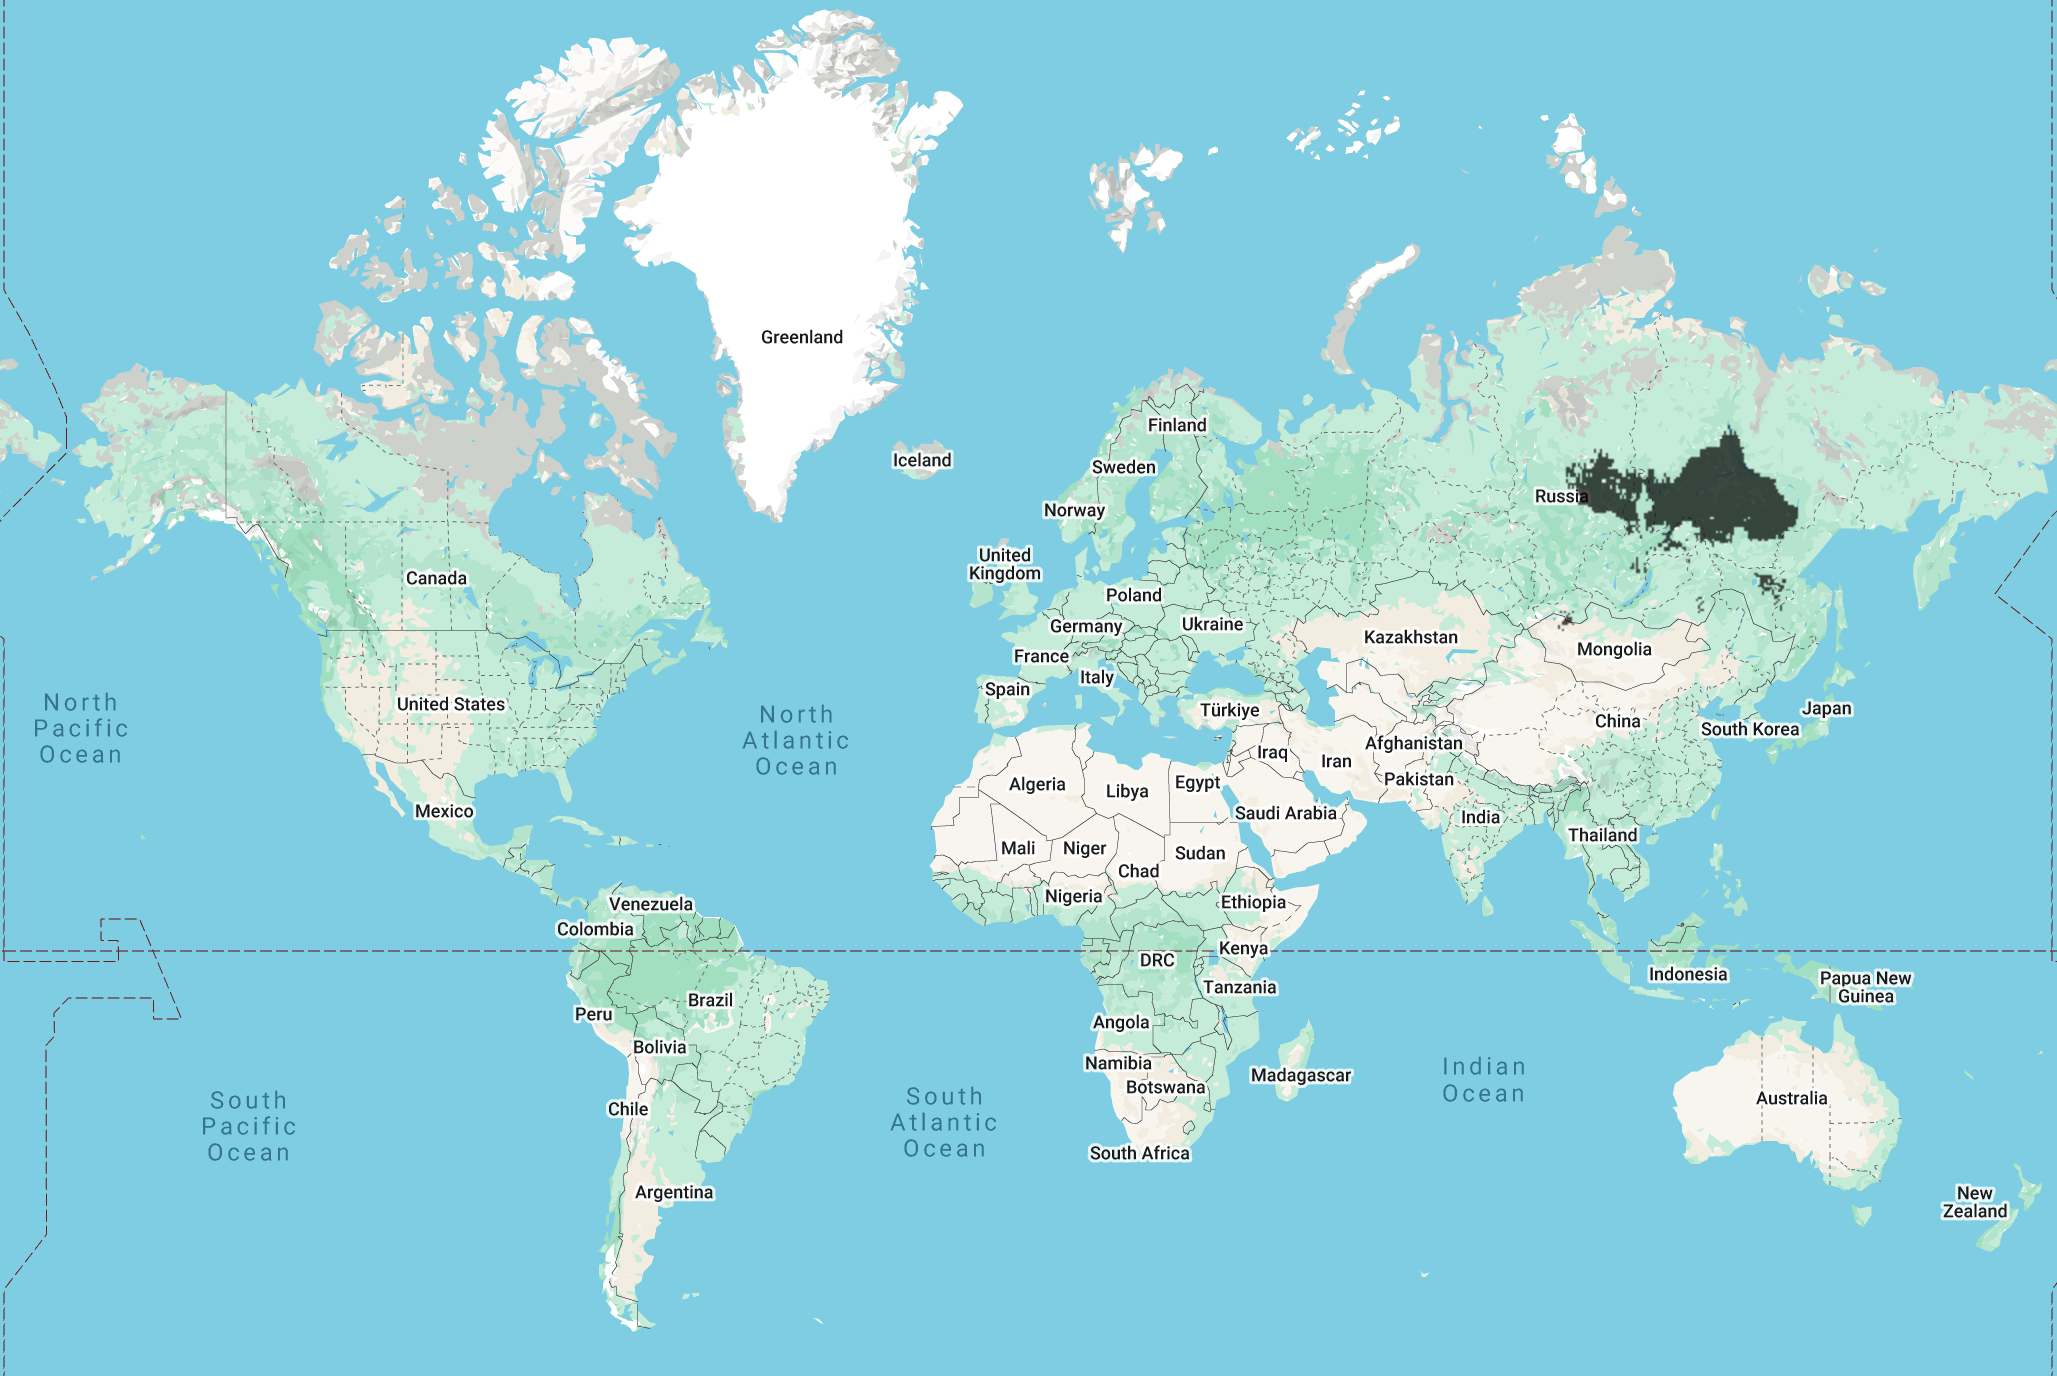 Greenland
Finland
Iceland
Sweden
Russia
Norway
United
Kingdom
Canada
Poland
Germany
Ukraine
Kazakhstan
France
Mongolia
Italy
Spain
North
Pacific
Ocean
United States
North
Atlantic
Ocean
Türkiye
Japan
China
South Korea
Afghanistan
Iraq
Iran
Pakistan
Algeria
Libya
Egypt
Mexico
Saudi Arabia
India
Thailand
Mali
Niger
Sudan
Chad
Nigeria
Ethiopia
Venezuela
Colombia
Kenya
DRC
Indonesia
Papua New
Guinea
Tanzania
Brazil
Peru
Angola
Bolivia
Namibia
Botswana
Madagascar
Indian
Ocean
South
Pacific
Ocean
Chile
South
Atlantic
Ocean
Australia
South Africa
Argentina
New
Zealand